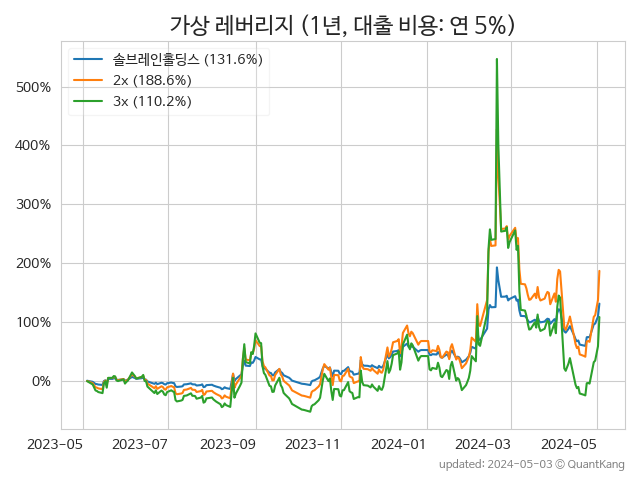 가상 레버리지 (1년, 대출 비용: 연 5%)
솔브레인홀딩스 (131.6%)
2x (188.6%)
3x (110.2%)
500%
400%
300%
200%
100%
0%
2023-05
2023-07
2023-09
2023-11
2024-01
2024-03
2024-05
updated: 2024-05-03 © QuantKang